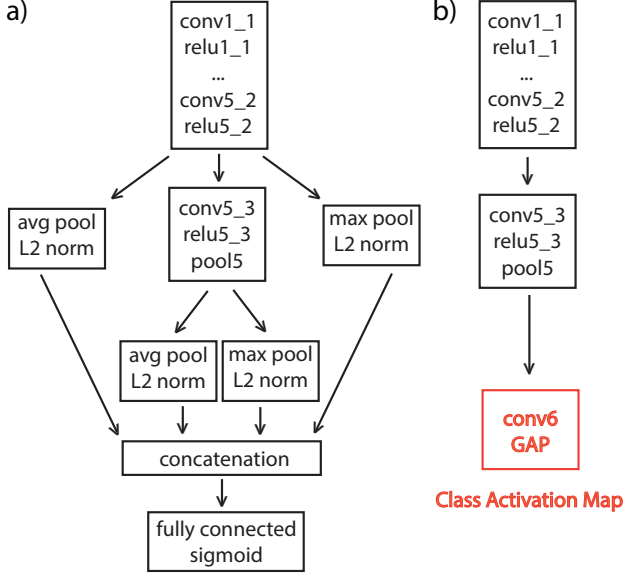 a)
conv1_1
relu1_1
...
conv5_2
relu5_2
avg pool
L2 norm
conv5_3
relu5_3
pool5
max pool
L2 norm
avg pool
L2 norm
max pool
L2 norm
concatenation
fully connected
sigmoid
b)
conv1_1
relu1_1
...
conv5_2
relu5_2
conv5_3
relu5_3
pool5
conv6
GAP
Class Activation Map